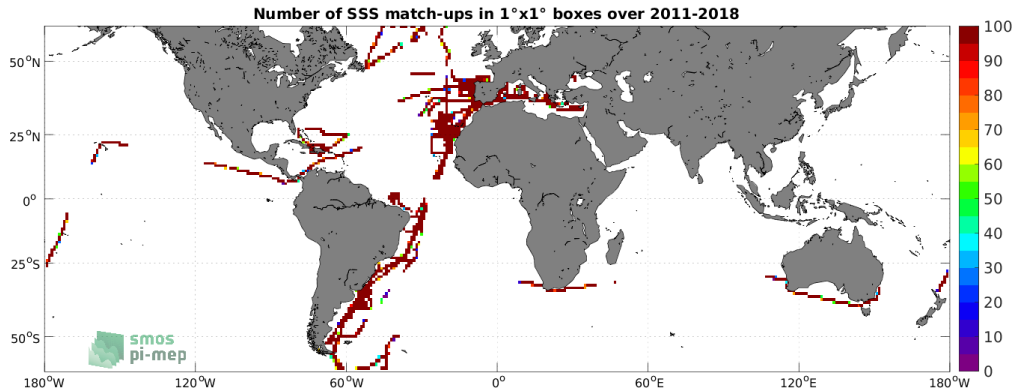 Number of SSS match-ups in 1°x1° boxes over 2011-2018
100
90
80
70
60
50
40
30
20
10
0
50°N
25°N
0°
25°S
50°S
smos
pi-mep
180°W
120°W
60°W
0°
60°E
120°E
180°W